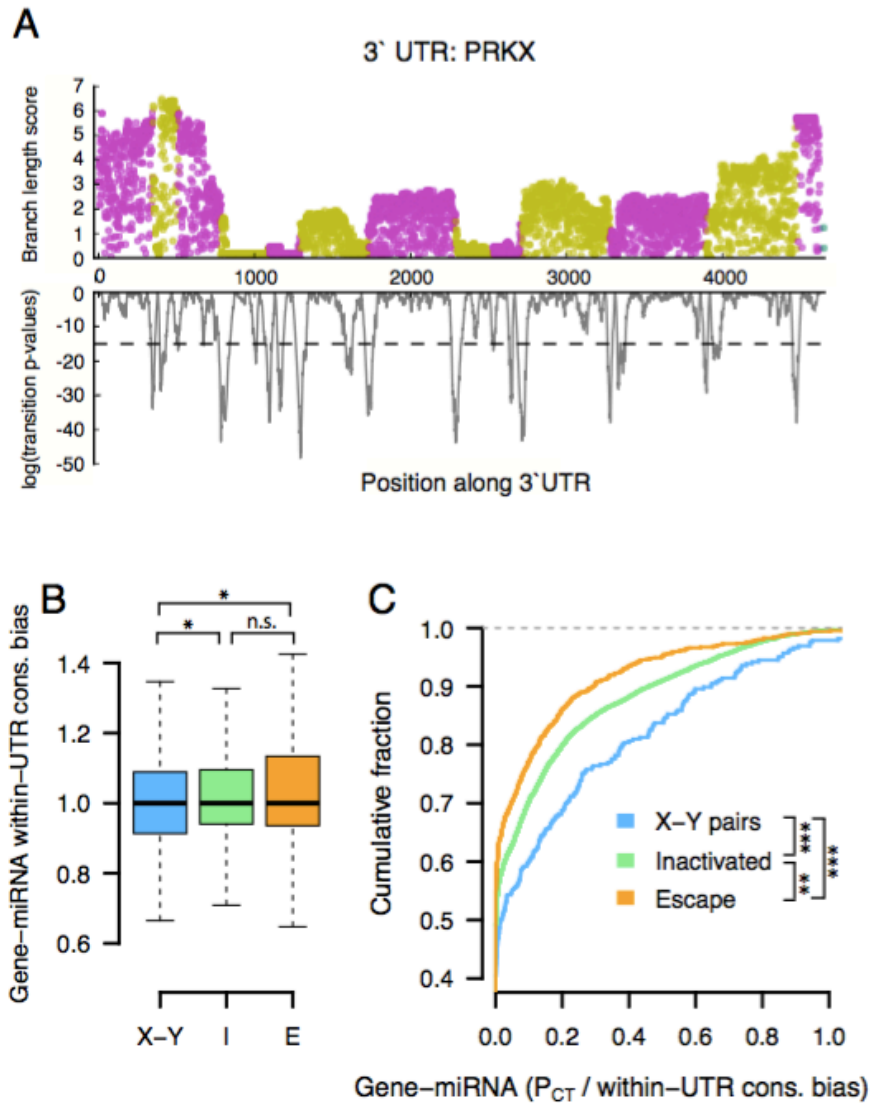 A
3` UTR: PRKX
Branch length score
7
6
5
4
3
2
1
0
0 1000 2000 3000 4000
log(transition p-values)
0
-10
-20
-30
-40
-50
Position along 3`UTR
B
Gene-miRNA within-UTR cons. bias
* 
* n.s.
1.4
1.2
1.0
0.8
0.6
X-Y I E
C
Cumulative fraction
1.0
0.9
0.8
0.7
0.6
0.5
0.4
X-Y pairs
Inactivated
Escape
***
**
***
0.0 0.2 0.4 0.6 0.8 1.0
Gene-miRNA (PCT / within-UTR cons. bias)